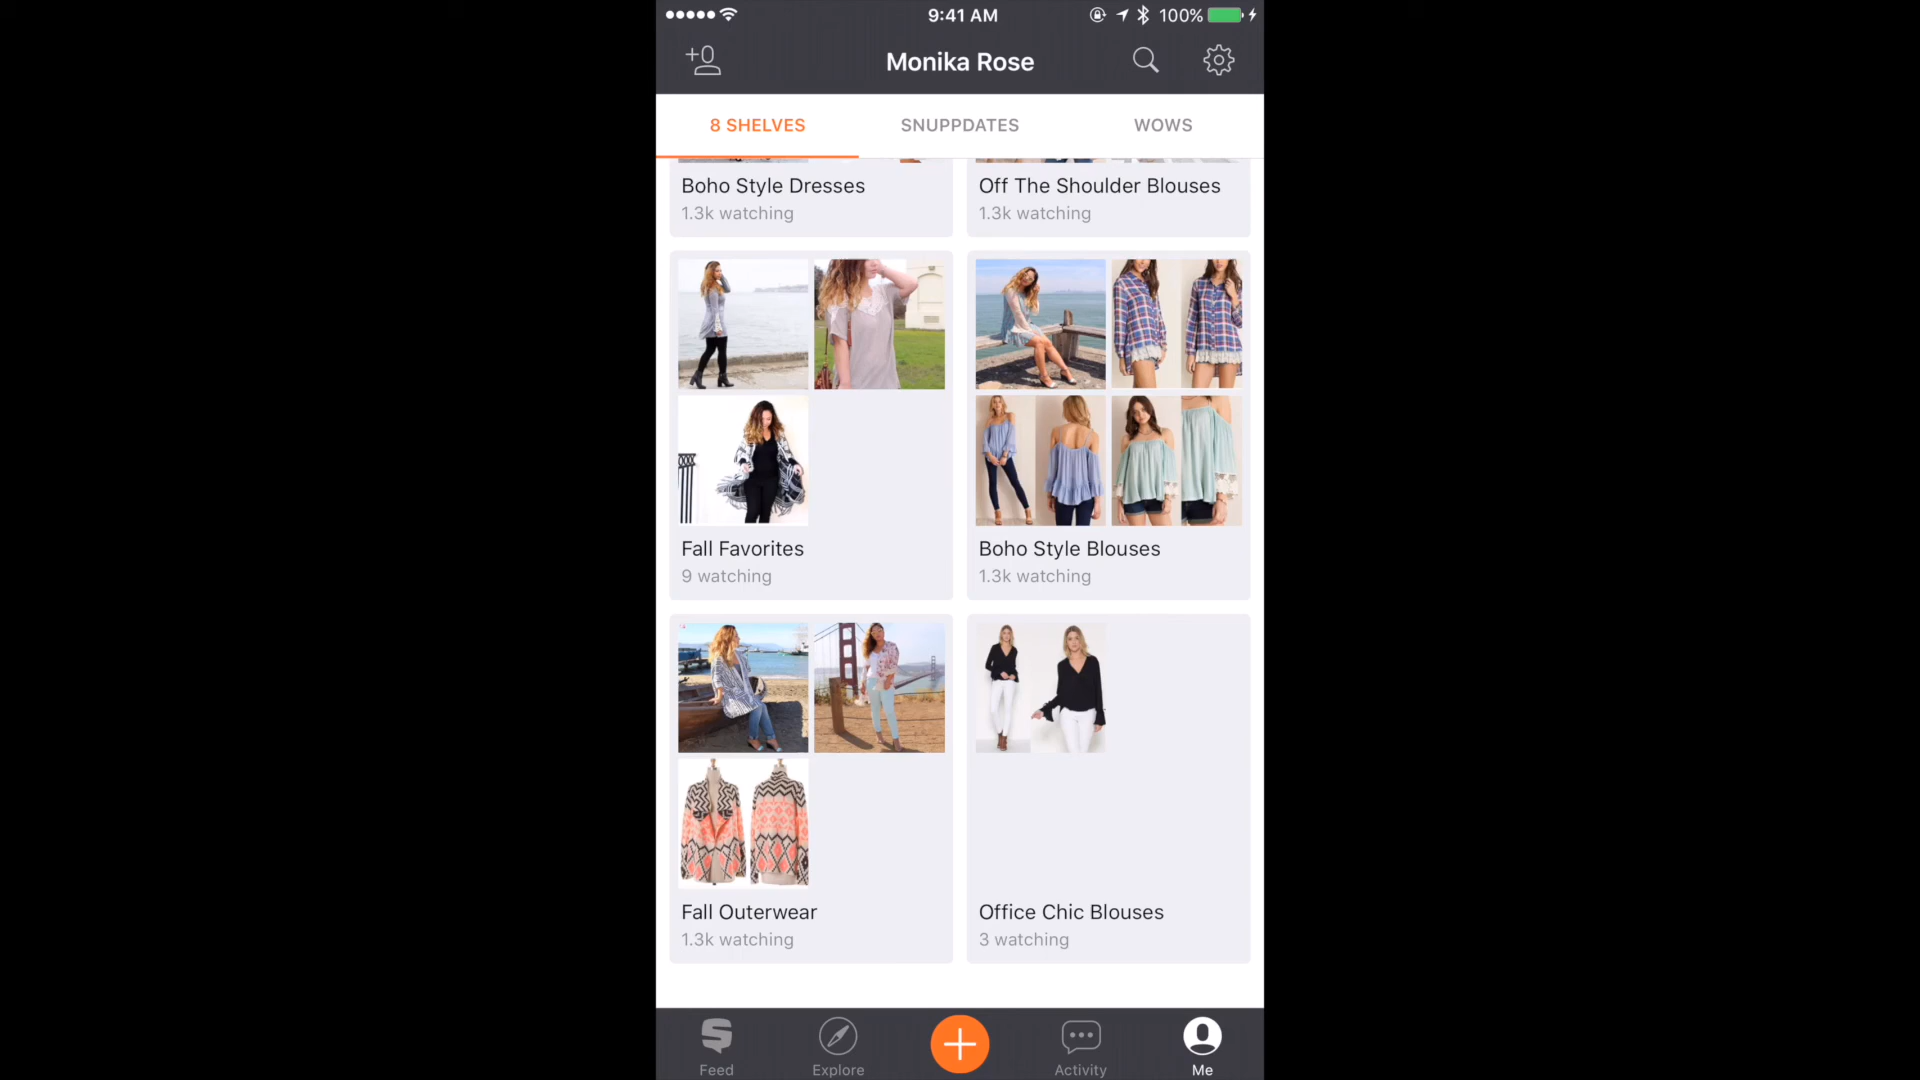 9:41 AM
100%
+
Monika Rose
8 SHELVES
SNUPPDATES
WOWS
Boho Style Dresses
1.3k watching
Off The Shoulder Blouses
1.3k watching
Fall Favorites
9 watching
Boho Style Blouses
1.3k watching
Fall Outerwear
1.3k watching
Office Chic Blouses
3 watching
Feed
Explore
Activity
Me